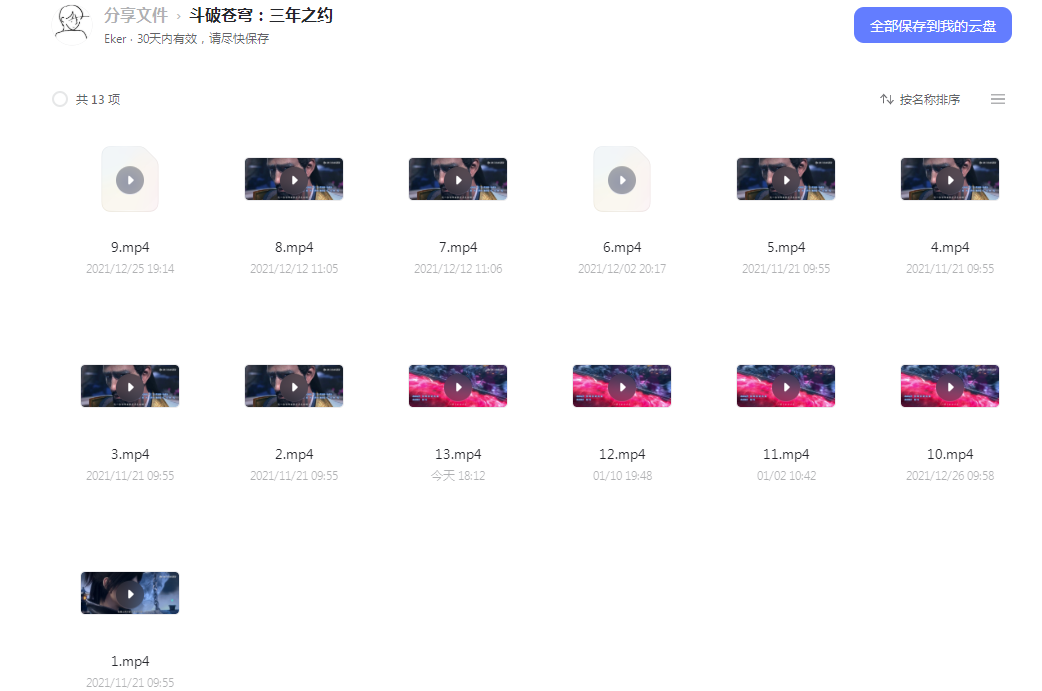 分享文件 › 斗破苍穹：三年之约
Eker · 30天内有效，请尽快保存
全部保存到我的云盘
共 13 项
按名称排序
9.mp4
2021/12/25 19:14
8.mp4
2021/12/12 11:05
7.mp4
2021/12/12 11:06
6.mp4
2021/12/02 20:17
5.mp4
2021/11/21 09:55
4.mp4
2021/11/21 09:55
3.mp4
2021/11/21 09:55
2.mp4
2021/11/21 09:55
13.mp4
今天 18:12
12.mp4
01/10 19:48
11.mp4
01/02 10:42
10.mp4
2021/12/26 09:58
1.mp4
2021/11/21 09:55